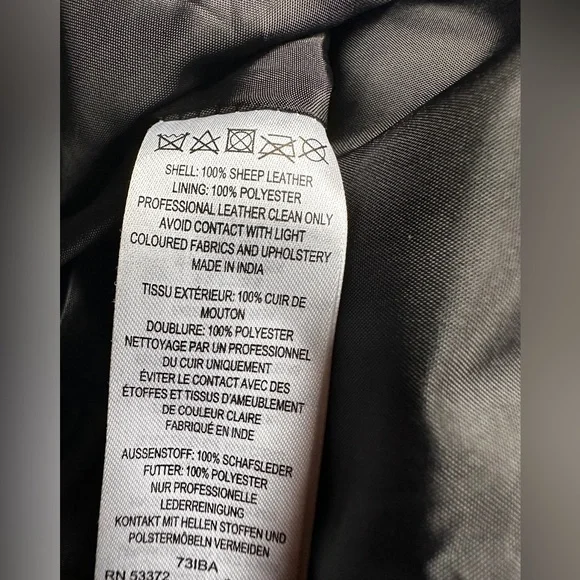 SHELL: 100% SHEEP LEATHER
LINING: 100% POLYESTER
PROFESSIONAL LEATHER CLEAN ONLY
AVOID CONTACT WITH LIGHT
COLOURED FABRICS AND UPHOLSTERY
MADE IN INDIA
TISSU EXTÉRIEUR: 100% CUIR DE
MOUTON
DOUBLURE: 100% POLYESTER
NETTOYAGE PAR UN PROFESSIONNEL
DU CUIR UNIQUEMENT
ÉVITER LE CONTACT AVEC DES
ÉTOFFES ET TISSUS D'AMEUBLEMENT
DE COULEUR CLAIRE
FABRIQUÉ EN INDE
AUSSENSTOFF: 100% SCHAFSLEDER
FUTTER: 100% POLYESTER
NUR PROFESSIONELLE
LEDERREINIGUNG
KONTAKT MIT HELLEN STOFFEN UND
POLSTERMÖBELN VERMEIDEN
73IBA
RN 53372